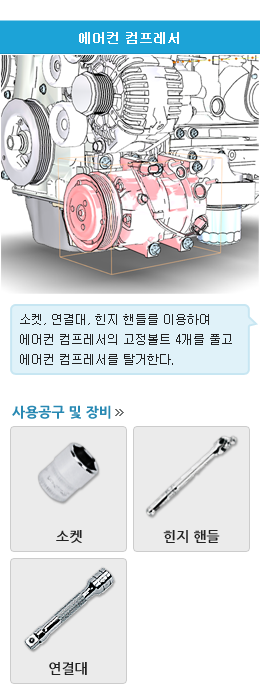 에어컨 컴프레서
소켓, 연결대, 힌지 핸들를 이용하여
에어컨 컴프레서의 고정볼트 4개를 풀고
에어컨 컴프레서를 탈거한다.
사용공구 및 장비 »
소켓
힌지 핸들
연결대